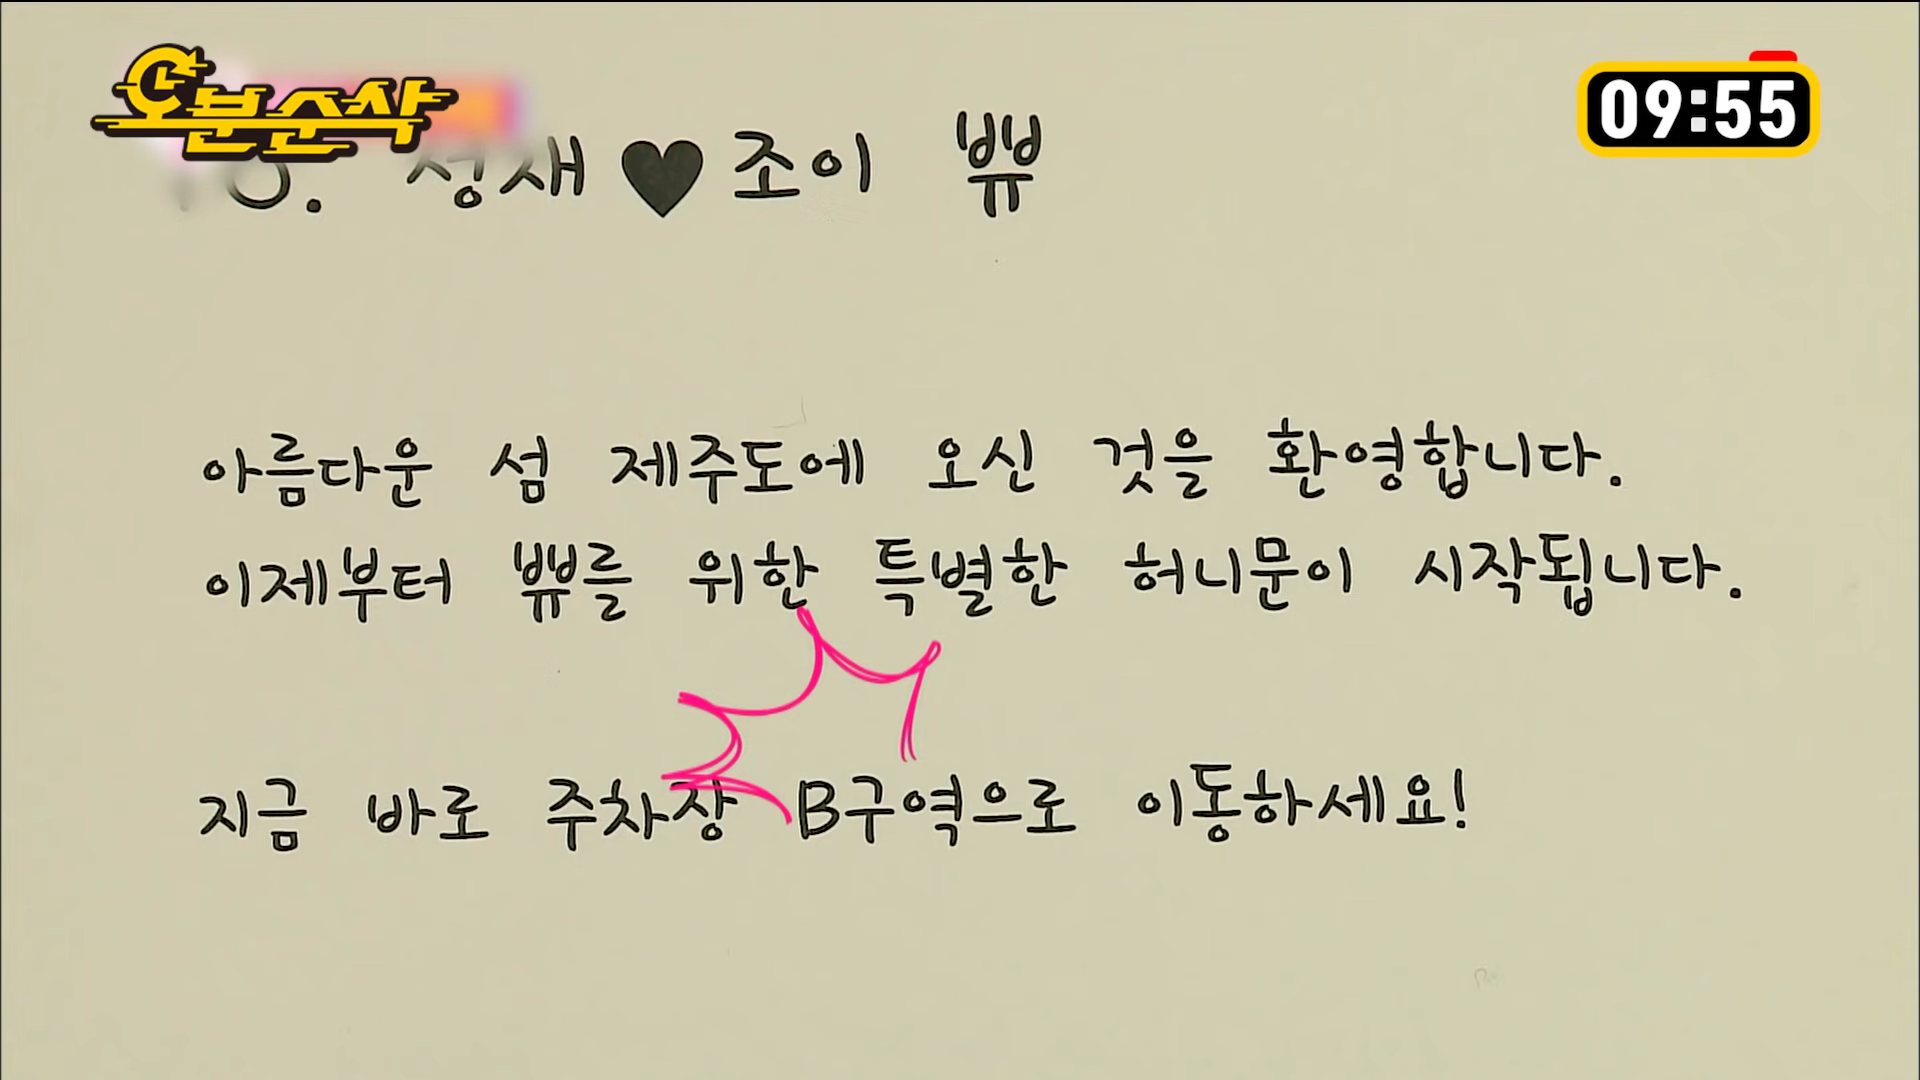 오분순삭
09:55
성재♥조이 쀼
아름다운 섬 제주도에 오신 것을 환영합니다.
이제부터 쀼를 위한 특별한 허니문이 시작됩니다.
지금 바로 주차장 B구역으로 이동하세요!